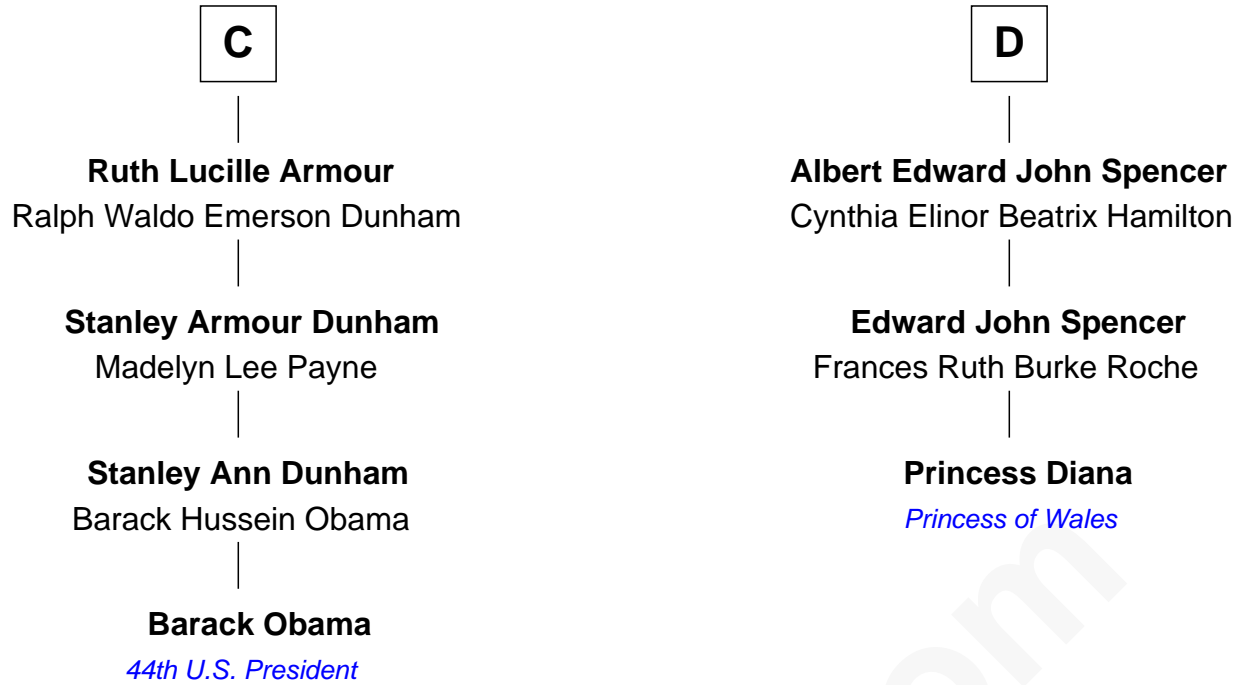 C
Ruth Lucille Armour
Ralph Waldo Emerson Dunham
Stanley Armour Dunham
Madelyn Lee Payne
Stanley Ann Dunham
Barack Hussein Obama
Barack Obama
44th U.S. President
D
Albert Edward John Spencer
Cynthia Elinor Beatrix Hamilton
Edward John Spencer
Frances Ruth Burke Roche
Princess Diana
Princess of Wales
om